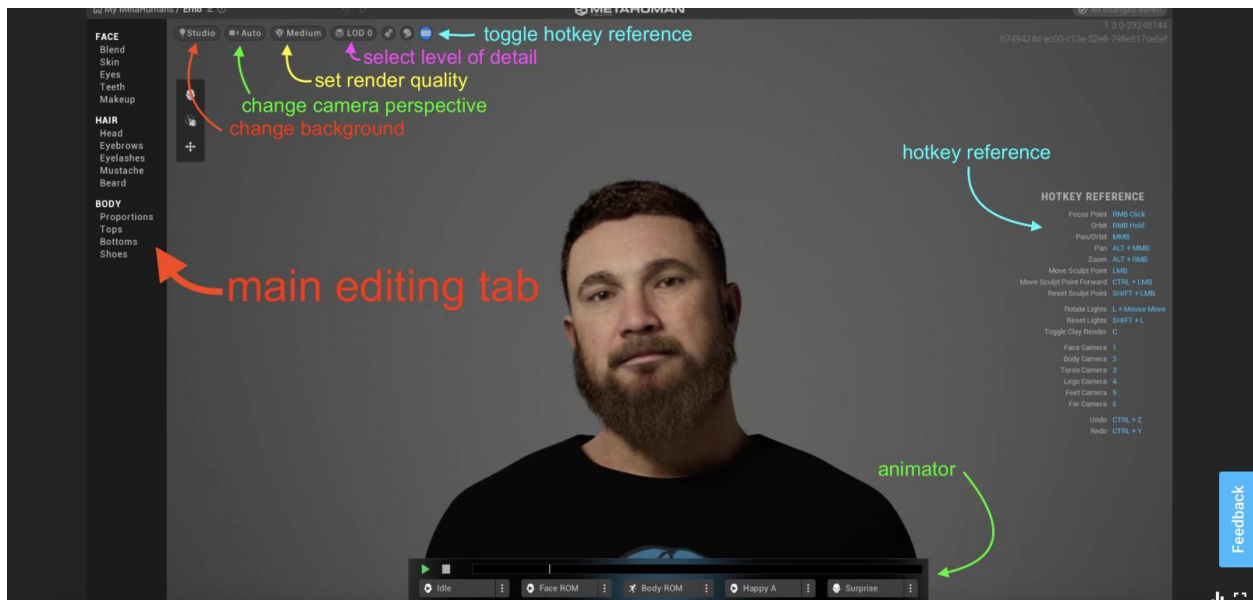 My MetaHumans / Erno
METAHUMAN
CREATOR
All changes saved
Studio
Auto
Medium
LOD 0
toggle hotkey reference
1.3.0-23248744
b749424d-ec00-c13e-52e8-798e817ce6ef
select level of detail
set render quality
change camera perspective
change background
FACE
Blend
Skin
Eyes
Teeth
Makeup
HAIR
Head
Eyebrows
Eyelashes
Mustache
Beard
BODY
Proportions
Tops
Bottoms
Shoes
main editing tab
hotkey reference
HOTKEY REFERENCE
Focus Point RMB Click
Orbit RMB Hold
Pan/Orbit MMB
Pan ALT + MMB
Zoom ALT + RMB
Move Sculpt Point LMB
Move Sculpt Point Forward CTRL + LMB
Reset Sculpt Point SHIFT + LMB
Rotate Lights L + Mouse Move
Reset Lights SHIFT + L
Toggle Clay Render C
Face Camera 1
Body Camera 2
Torso Camera 3
Legs Camera 4
Feet Camera 5
Far Camera 6
Undo CTRL + Z
Redo CTRL + Y
animator
Idle
Face ROM
Body ROM
Happy A
Surprise
Feedback